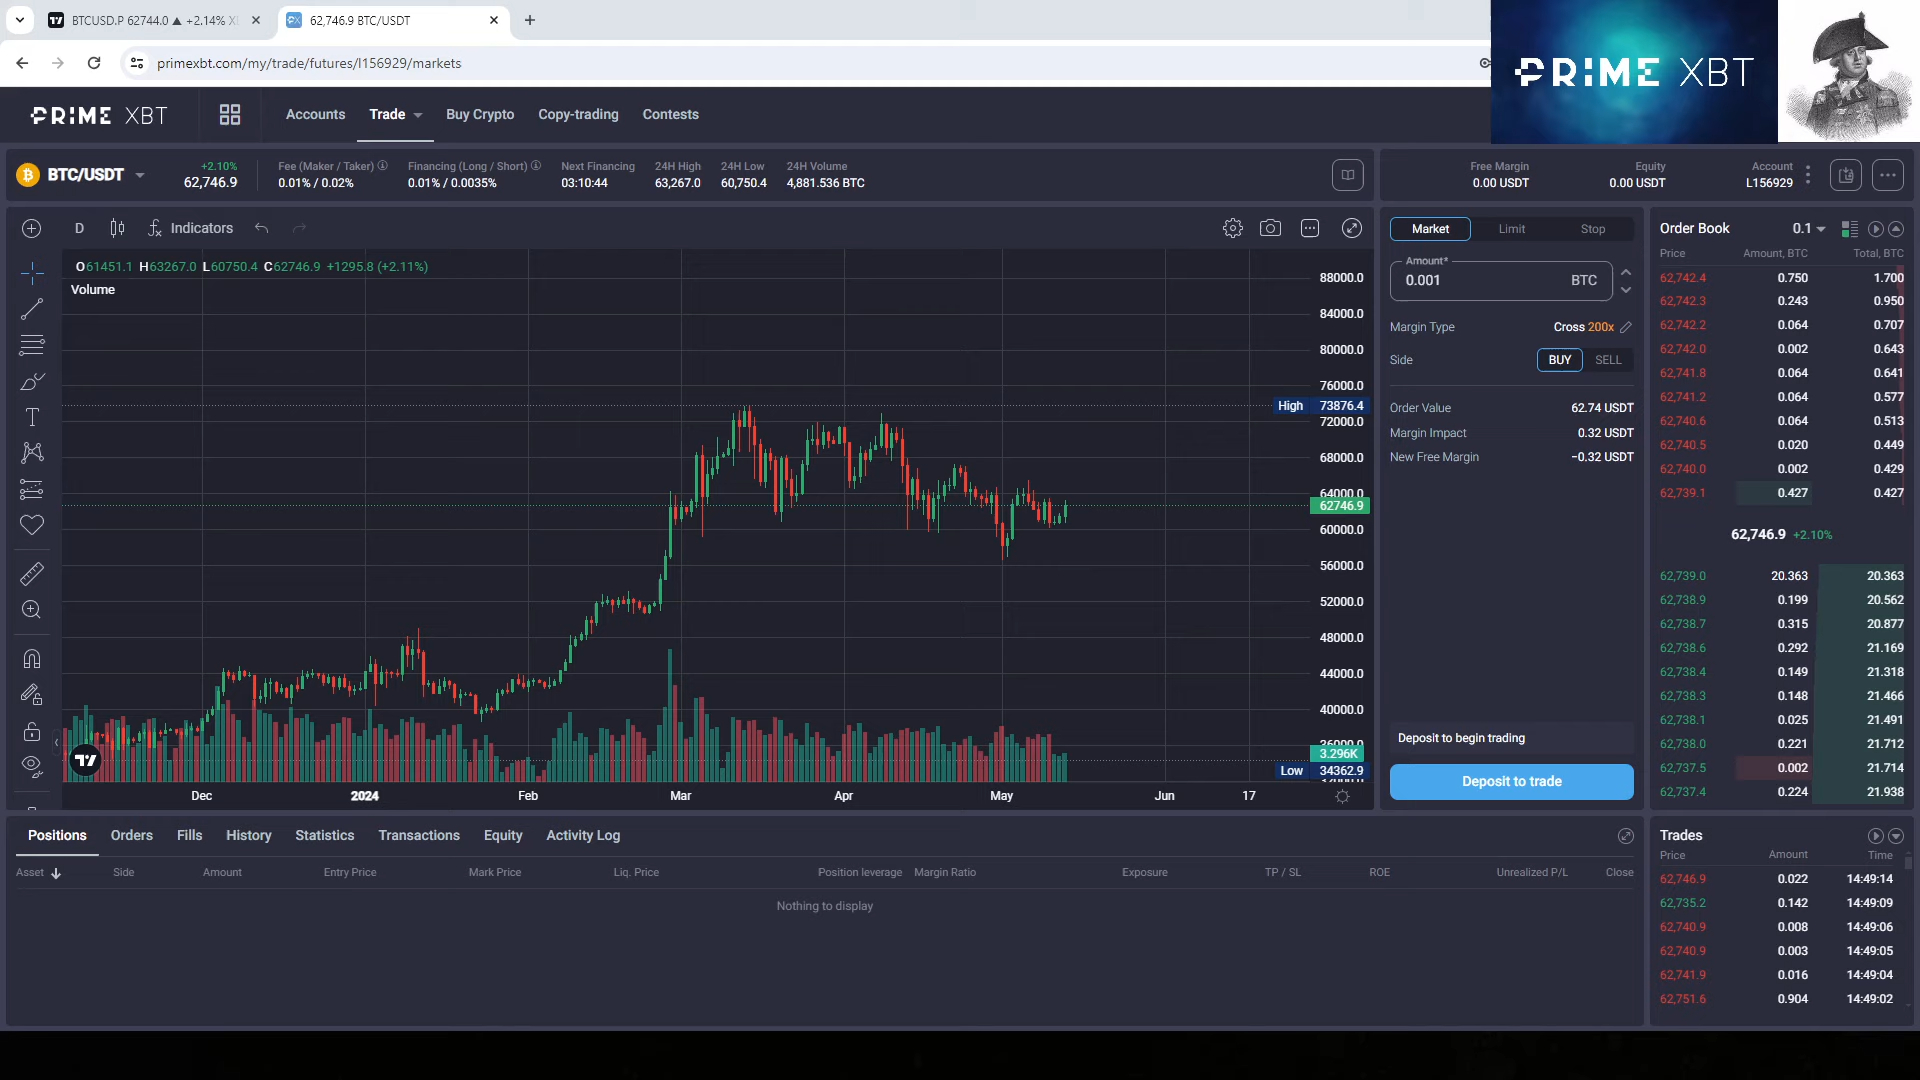 BTCUSD.P 62744.0 ▲ +2.14%
62,746.9 BTC/USDT
primexbt.com/my/trade/futures/I156929/markets
PRIME XBT
PRIME XBT
Accounts
Trade
Buy Crypto
Copy-trading
Contests
BTC/USDT
+2.10%
62,746.9
Fee (Maker / Taker)
0.01% / 0.02%
Financing (Long / Short)
0.01% / 0.0035%
Next Financing
03:10:44
24H High
63,267.0
24H Low
60,750.4
24H Volume
4,881.536 BTC
Free Margin
0.00 USDT
Equity
0.00 USDT
Account
L156929
D
Indicators
O61451.1 H63267.0 L60750.4 C62746.9 +1295.8 (+2.11%)
Volume
88000.0
84000.0
80000.0
76000.0
High 73876.4
72000.0
68000.0
64000.0
62746.9
60000.0
56000.0
52000.0
48000.0
44000.0
40000.0
36000.0
3.296K
Low 34362.9
Dec 2024 Feb Mar Apr May Jun 17
Market Limit Stop
Amount*
0.001 BTC
Margin Type Cross 200x
Side BUY SELL
Order Value 62.74 USDT
Margin Impact 0.32 USDT
New Free Margin −0.32 USDT
Deposit to begin trading
Deposit to trade
Order Book 0.1
Price Amount, BTC Total, BTC
62,742.4 0.750 1.700
62,742.3 0.243 0.950
62,742.2 0.064 0.707
62,742.0 0.002 0.643
62,741.8 0.064 0.641
62,741.2 0.064 0.577
62,740.6 0.064 0.513
62,740.5 0.020 0.449
62,740.0 0.002 0.429
62,739.1 0.427 0.427
62,746.9 +2.10%
62,739.0 20.363 20.363
62,738.9 0.199 20.562
62,738.7 0.315 20.877
62,738.6 0.292 21.169
62,738.4 0.149 21.318
62,738.3 0.148 21.466
62,738.1 0.025 21.491
62,738.0 0.221 21.712
62,737.5 0.002 21.714
62,737.4 0.224 21.938
Positions Orders Fills History Statistics Transactions Equity Activity Log
Asset Side Amount Entry Price Mark Price Liq. Price Position leverage Margin Ratio Exposure TP / SL ROE Unrealized P/L Close
Nothing to display
Trades
Price Amount Time
62,746.9 0.022 14:49:14
62,735.2 0.142 14:49:09
62,740.9 0.008 14:49:06
62,740.9 0.003 14:49:05
62,741.9 0.016 14:49:04
62,751.6 0.904 14:49:02